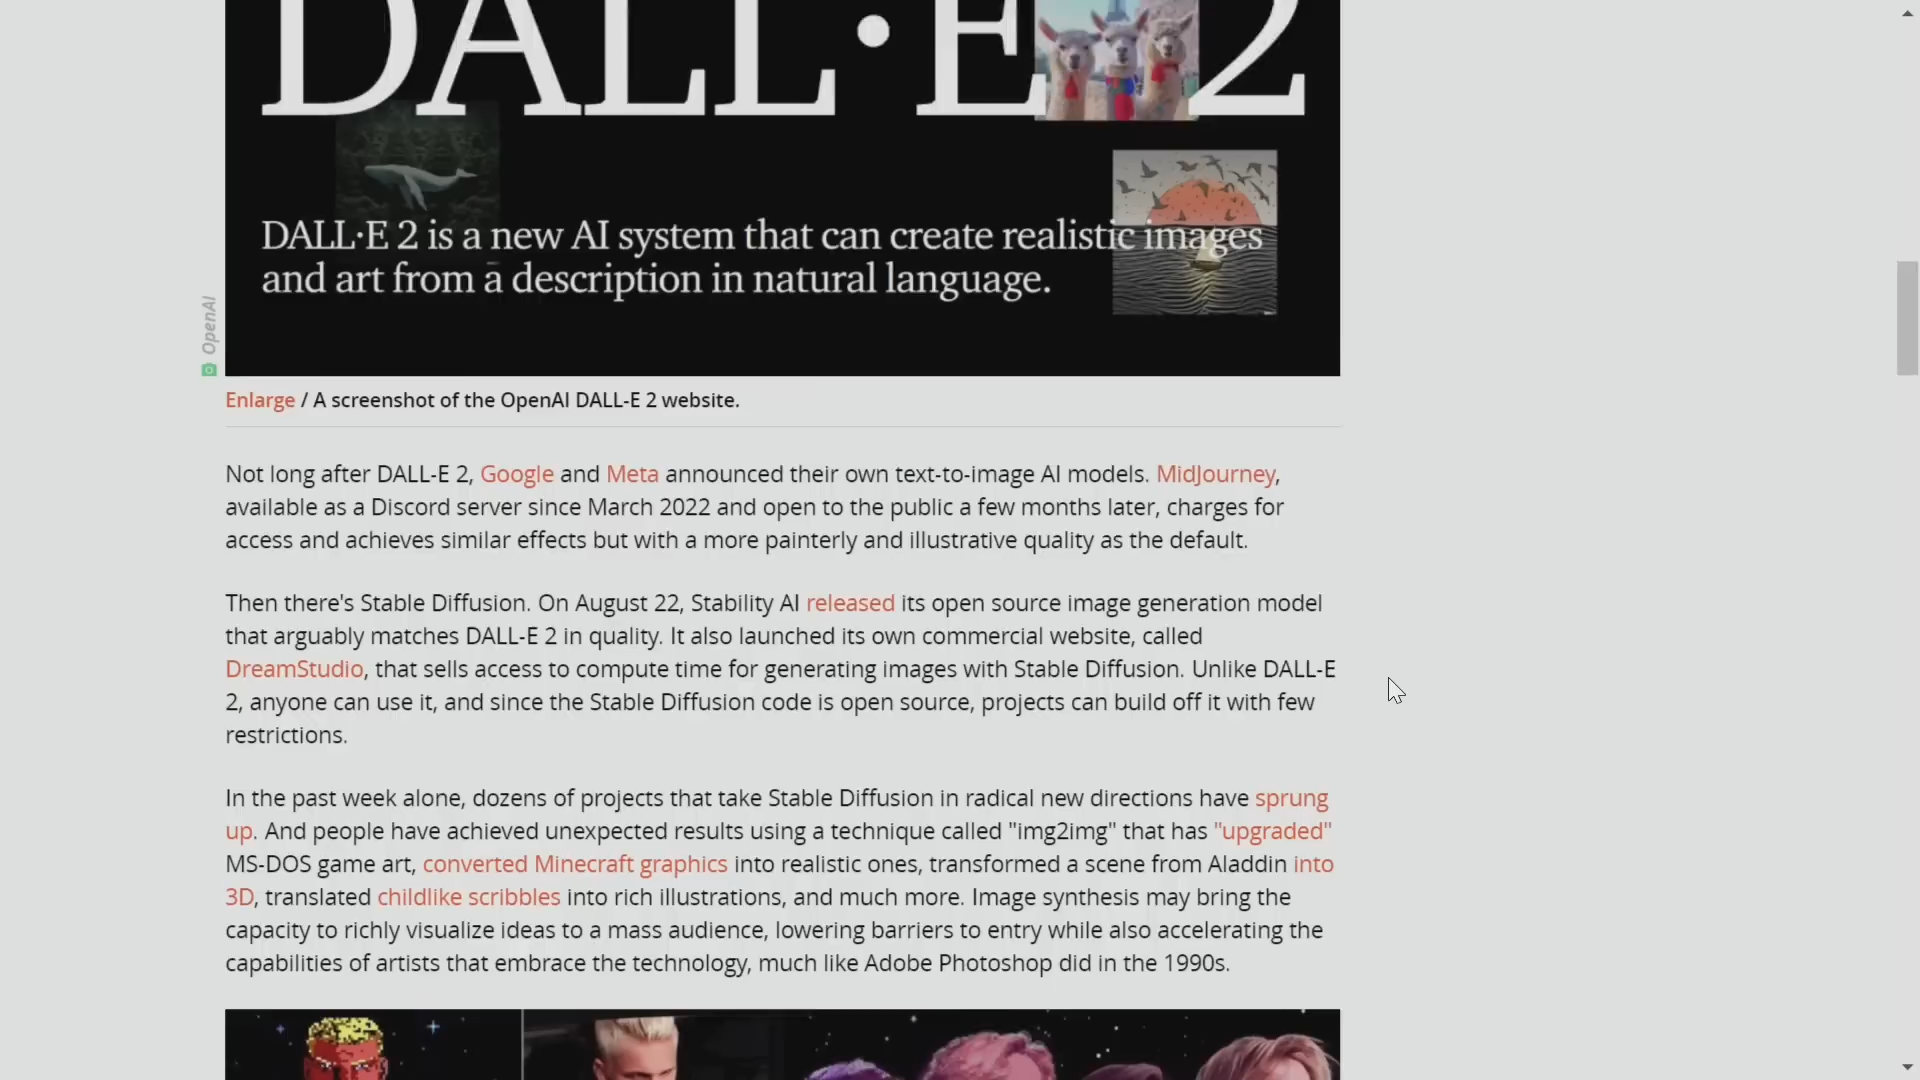 DALL·E 2
DALL·E 2 is a new AI system that can create realistic images
and art from a description in natural language.
OpenAI
Enlarge / A screenshot of the OpenAI DALL-E 2 website.
Not long after DALL-E 2, Google and Meta announced their own text-to-image AI models. MidJourney,
available as a Discord server since March 2022 and open to the public a few months later, charges for
access and achieves similar effects but with a more painterly and illustrative quality as the default.
Then there's Stable Diffusion. On August 22, Stability AI released its open source image generation model
that arguably matches DALL-E 2 in quality. It also launched its own commercial website, called
DreamStudio, that sells access to compute time for generating images with Stable Diffusion. Unlike DALL-E
2, anyone can use it, and since the Stable Diffusion code is open source, projects can build off it with few
restrictions.
In the past week alone, dozens of projects that take Stable Diffusion in radical new directions have sprung
up. And people have achieved unexpected results using a technique called "img2img" that has "upgraded"
MS-DOS game art, converted Minecraft graphics into realistic ones, transformed a scene from Aladdin into
3D, translated childlike scribbles into rich illustrations, and much more. Image synthesis may bring the
capacity to richly visualize ideas to a mass audience, lowering barriers to entry while also accelerating the
capabilities of artists that embrace the technology, much like Adobe Photoshop did in the 1990s.